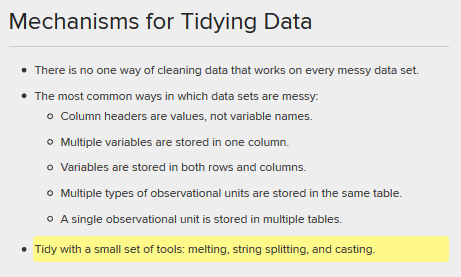 Mechanisms for Tidying Data
There is no one way of cleaning data that works on every messy data set.
The most common ways in which data sets are messy:
Column headers are values, not variable names.
Multiple variables are stored in one column.
Variables are stored in both rows and columns.
Multiple types of observational units are stored in the same table.
A single observational unit is stored in multiple tables.
Tidy with a small set of tools: melting, string splitting, and casting.